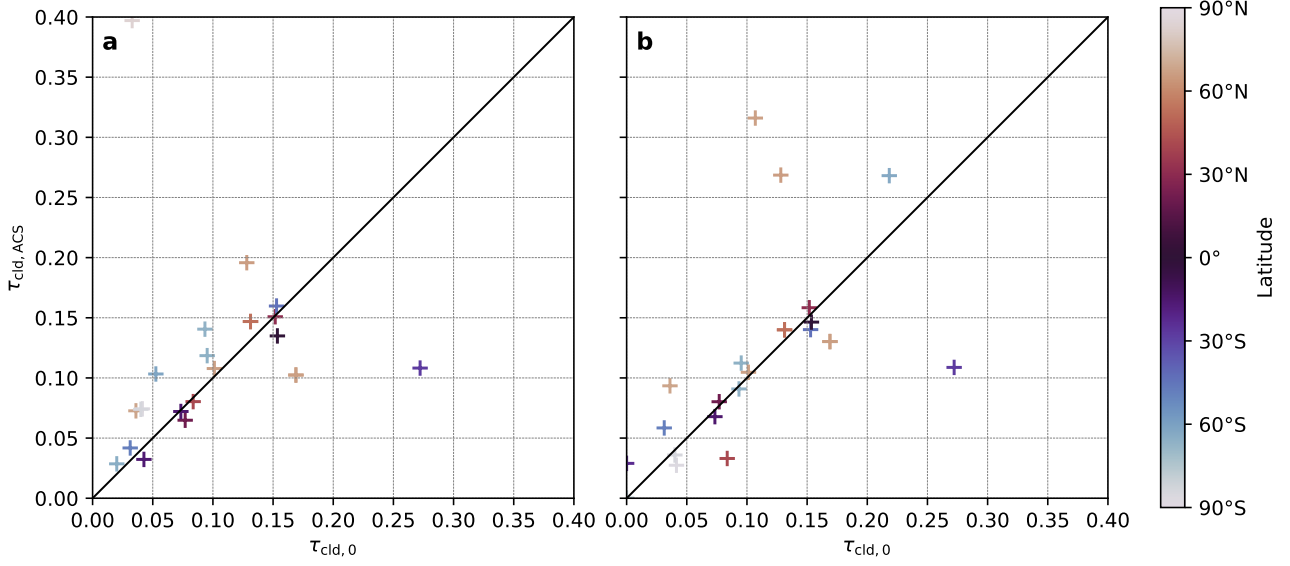 a
b
0.40
0.35
0.30
0.25
0.20
0.15
0.10
0.05
0.00
τcld, ACS
0.00 0.05 0.10 0.15 0.20 0.25 0.30 0.35 0.40
τcld, 0
0.00 0.05 0.10 0.15 0.20 0.25 0.30 0.35 0.40
τcld, 0
90°N
60°N
30°N
0°
30°S
60°S
90°S
Latitude